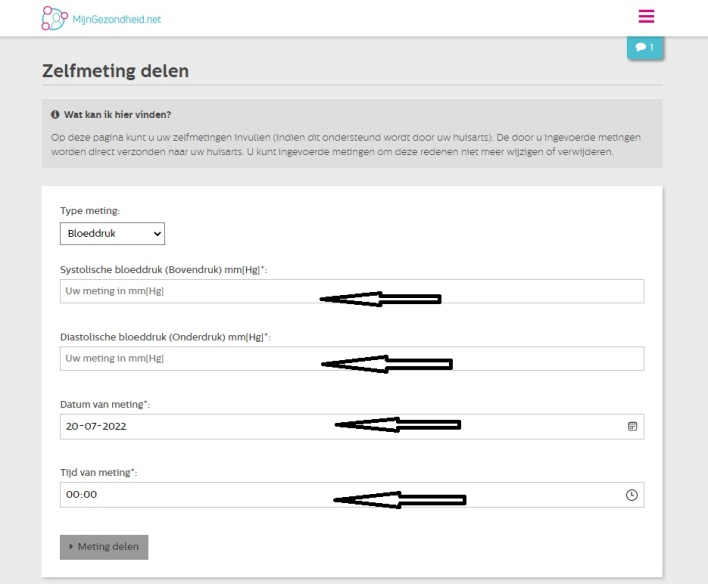 MijnGezondheid.net
1
Zelfmeting delen
Wat kan ik hier vinden?
Op deze pagina kunt u uw zelfmetingen invullen (indien dit ondersteund wordt door uw huisarts). De door u ingevoerde metingen
worden direct verzonden naar uw huisarts. U kunt ingevoerde metingen om deze redenen niet meer wijzigen of verwijderen.
Type meting:
Bloeddruk
Systolische bloeddruk (Bovendruk) mm[Hg]*:
Uw meting in mm[Hg]
Diastolische bloeddruk (Onderdruk) mm[Hg]*:
Uw meting in mm[Hg]
Datum van meting*:
20-07-2022
Tijd van meting*:
00:00
Meting delen